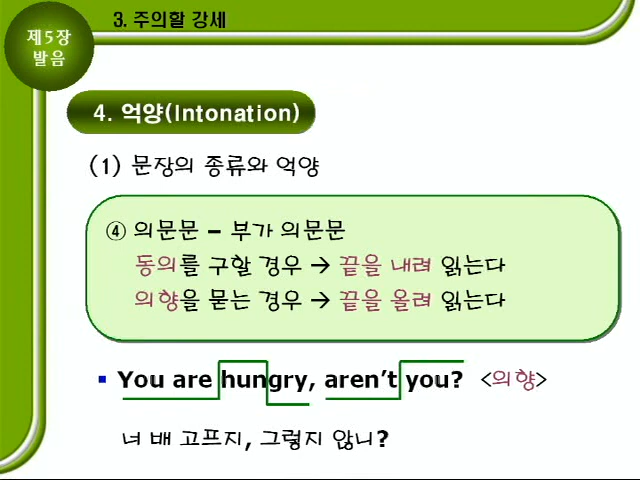 3. 주의할 강세
제5장
발음
4. 억양(Intonation)
(1) 문장의 종류와 억양
④ 의문문 – 부가 의문문
동의를 구할 경우 → 끝을 내려 읽는다
의향을 묻는 경우 → 끝을 올려 읽는다
▪ You are hungry, aren't you? <의향>
너 배 고프지, 그렇지 않니?